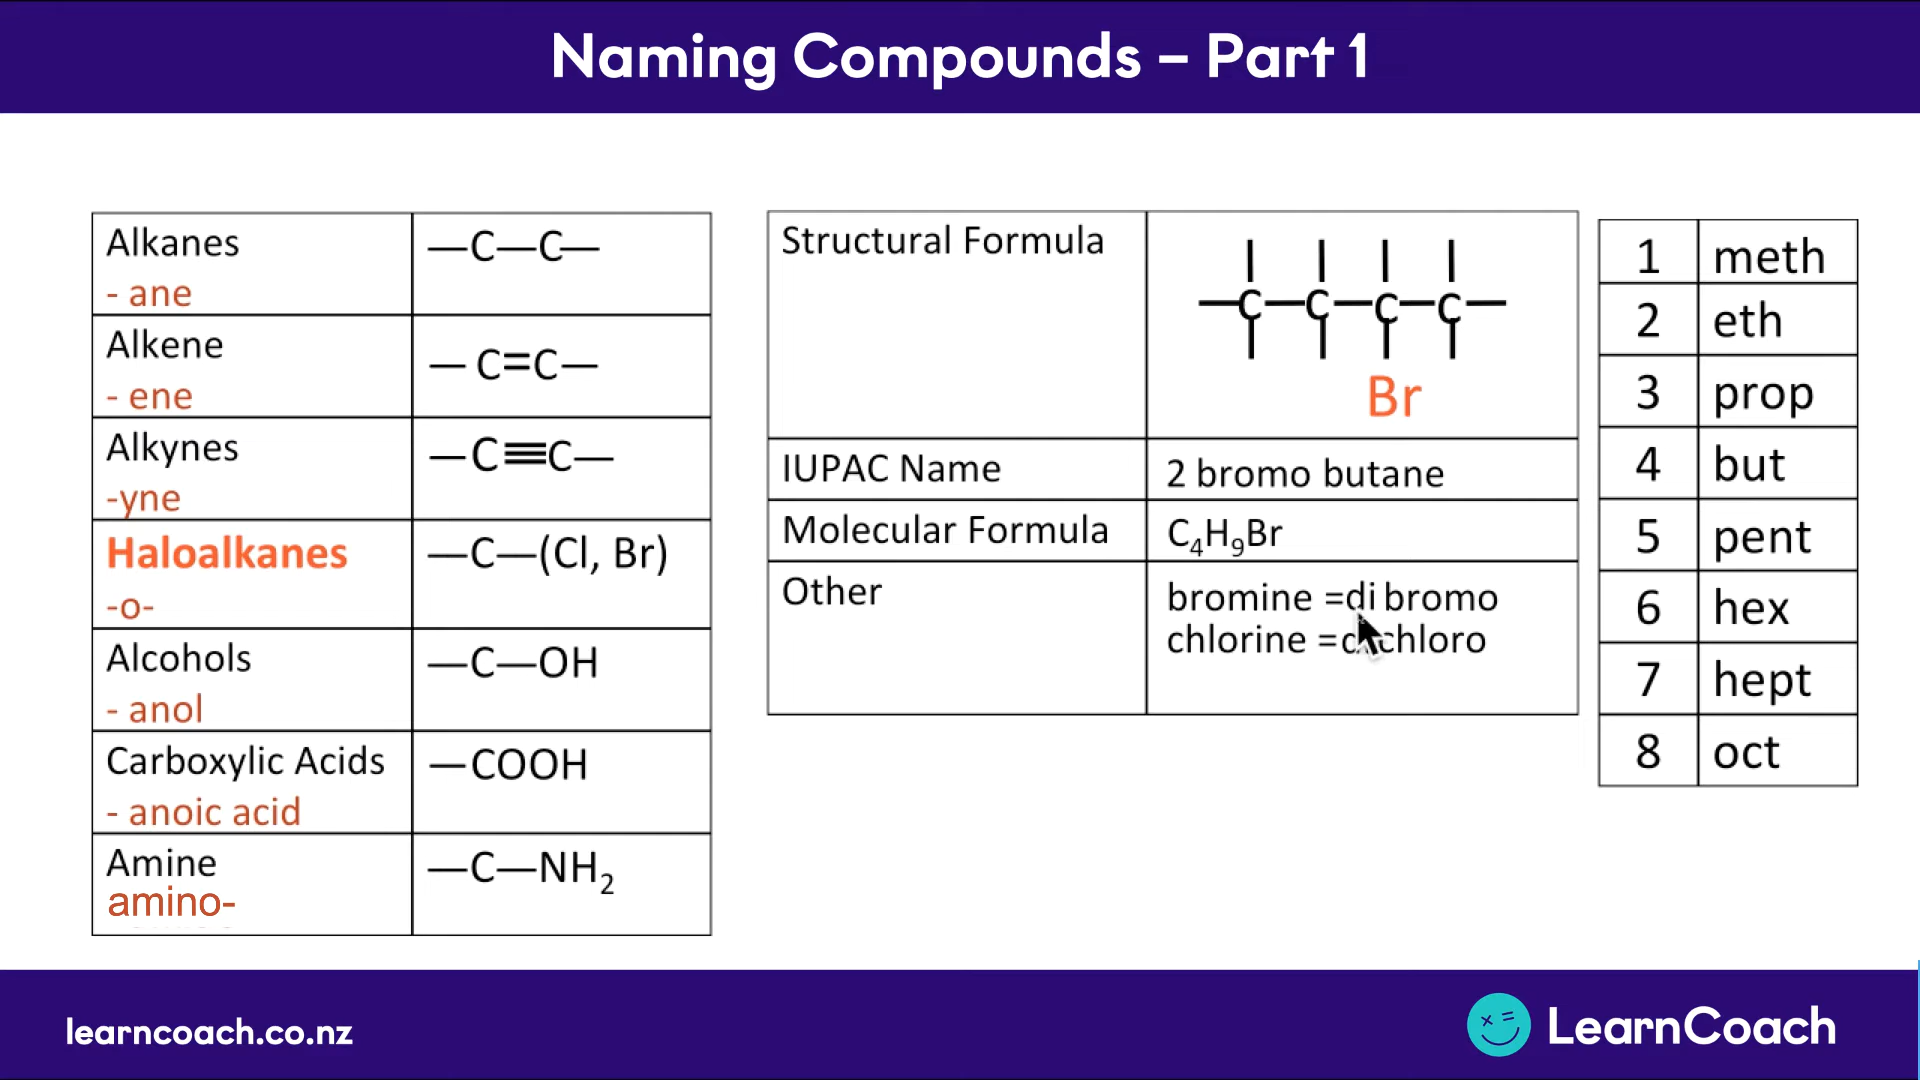 Naming Compounds – Part 1
Alkanes
- ane
—C—C—
Alkene
- ene
— C=C—
Alkynes
-yne
—C≡C—
Haloalkanes
-o-
—C—(Cl, Br)
Alcohols
- anol
—C—OH
Carboxylic Acids
- anoic acid
—COOH
Amine
amino-
—C—NH₂
Structural Formula
—C—C—C—C—
Br
IUPAC Name
2 bromo butane
Molecular Formula
C₄H₉Br
Other
bromine =di bromo
chlorine = chloro
1 meth
2 eth
3 prop
4 but
5 pent
6 hex
7 hept
8 oct
learncoach.co.nz
LearnCoach